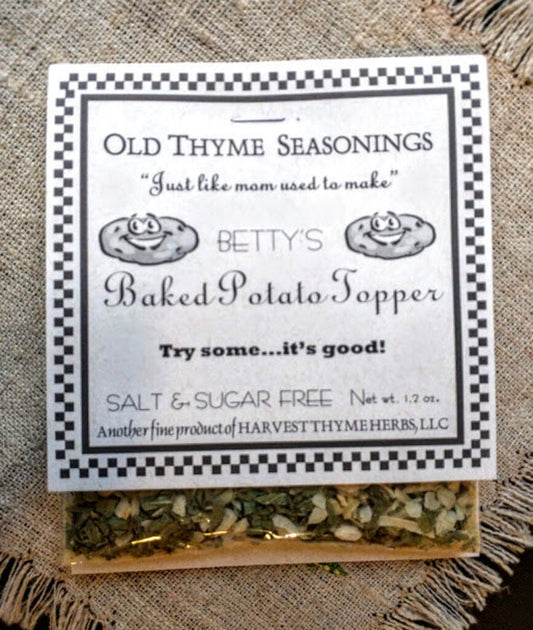 OLD THYME SEASONINGS
"Just like mom used to make"
BETTY'S
Baked Potato Topper
Try some...it's good!
SALT & SUGAR FREE Net wt. 1.2 oz.
Another fine product of HARVEST THYME HERBS, LLC